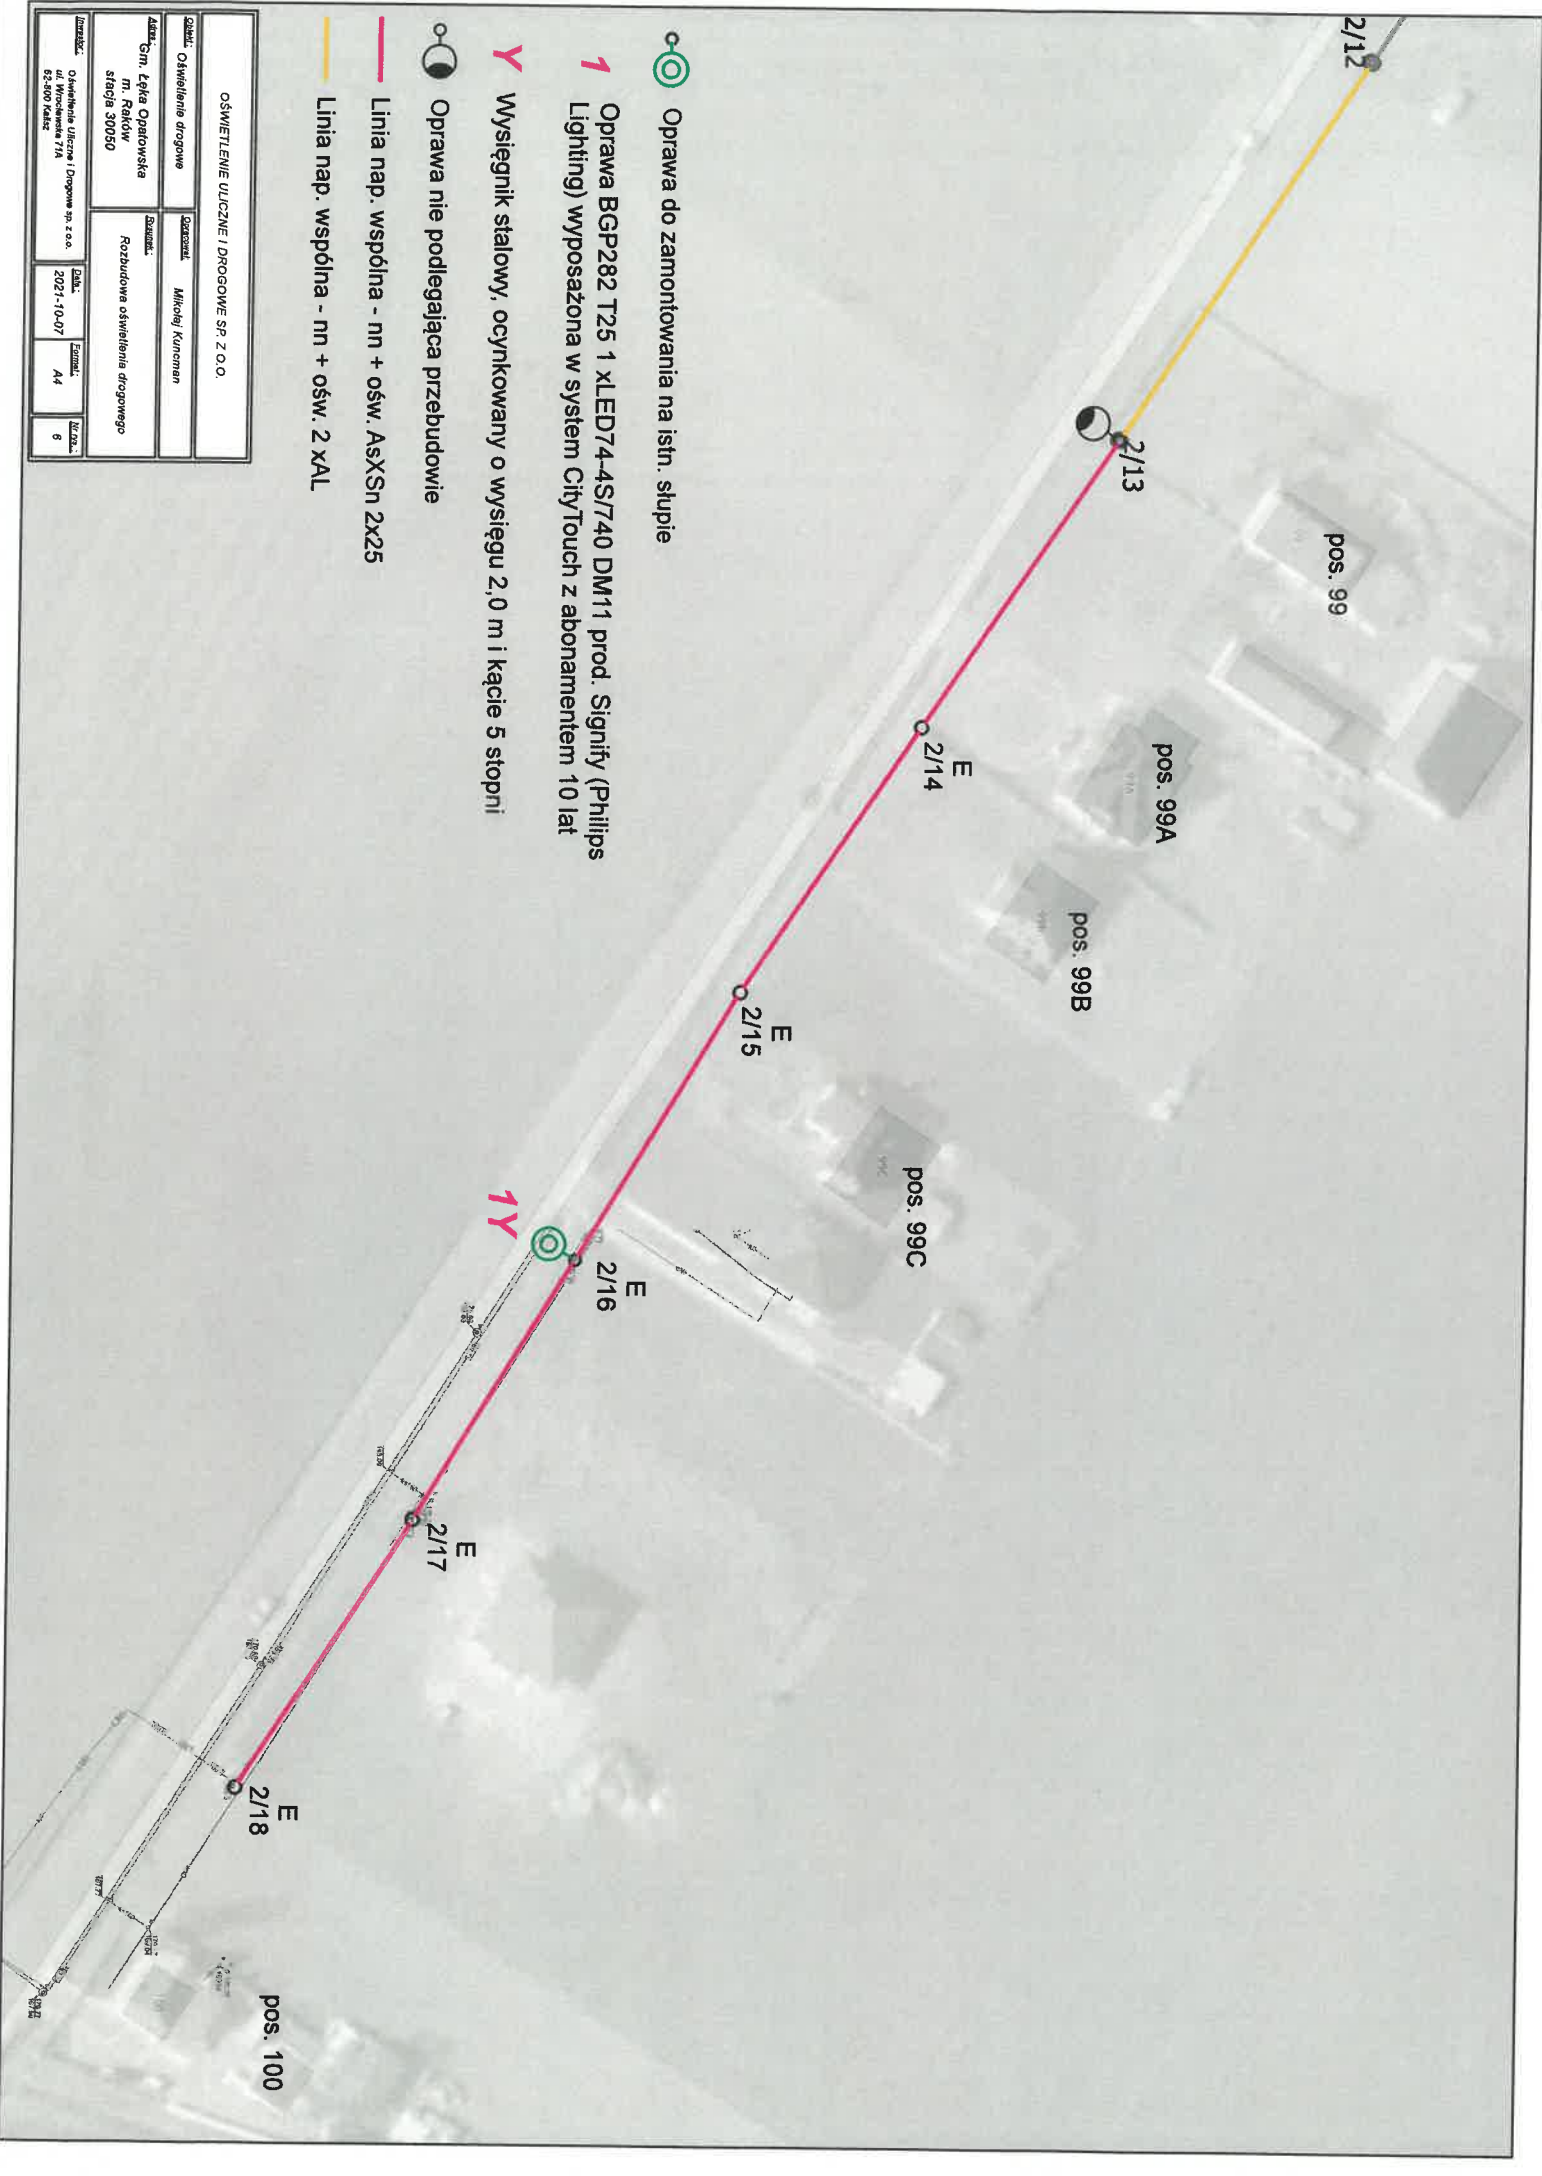 2/12
2/13
pos. 99
E
2/14
pos. 99A
pos. 99B
E
2/15
pos. 99C
E
2/16
1Y
E
2/17
E
2/18
pos. 100
Oprawa do zamontowania na istn. słupie
1 Oprawa BGP282 T25 1 xLED74-4S/740 DM11 prod. Signify (Philips
Lighting) wyposażona w system CityTouch z abonamentem 10 lat
Y Wysięgnik stalowy, ocynkowany o wysięgu 2,0 m i kącie 5 stopni
Oprawa nie podlegająca przebudowie
Linia nap. wspólna - nn + ośw. AsXSn 2x25
Linia nap. wspólna - nn + ośw. 2 xAL
OŚWIETLENIE ULICZNE I DROGOWE SP. Z O.O.
Obiekt: Oświetlenie drogowe
Opracował: Mikołaj Kuncman
Adres: Gm. Łęka Opatowska
m. Raków
stacja 30050
Rysunek:
Rozbudowa oświetlenia drogowego
Inwestor: Oświetlenie Uliczne i Drogowe sp. z o.o.
ul. Wrocławska 71A
62-800 Kalisz
Data: 2021-10-07
Format: A4
Nr rys.: 6